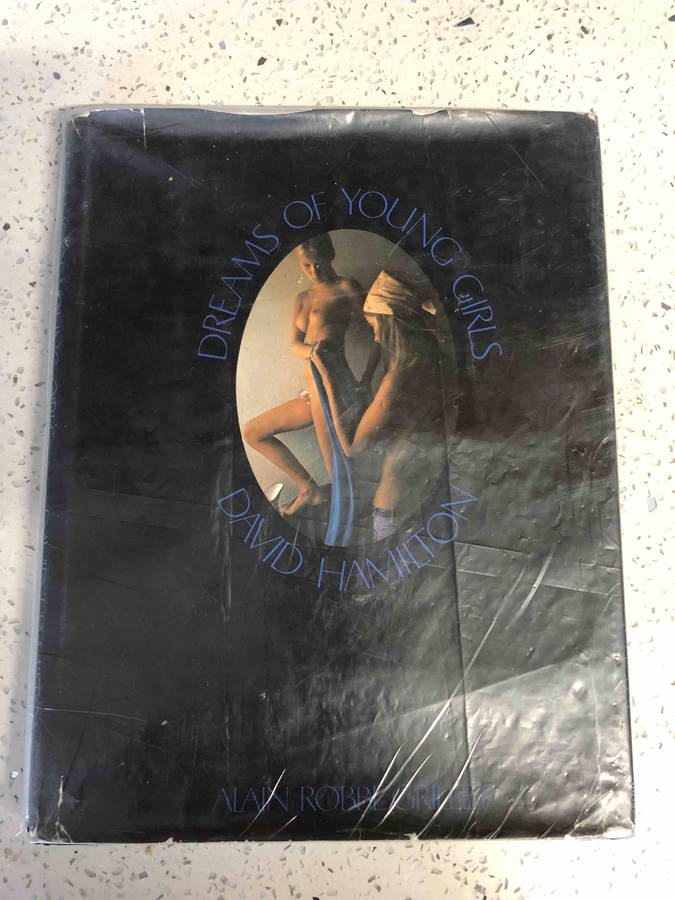 DREAMS OF YOUNG GIRLS
DAVID HAMILTON
ALAIN ROBBE-GRILLET